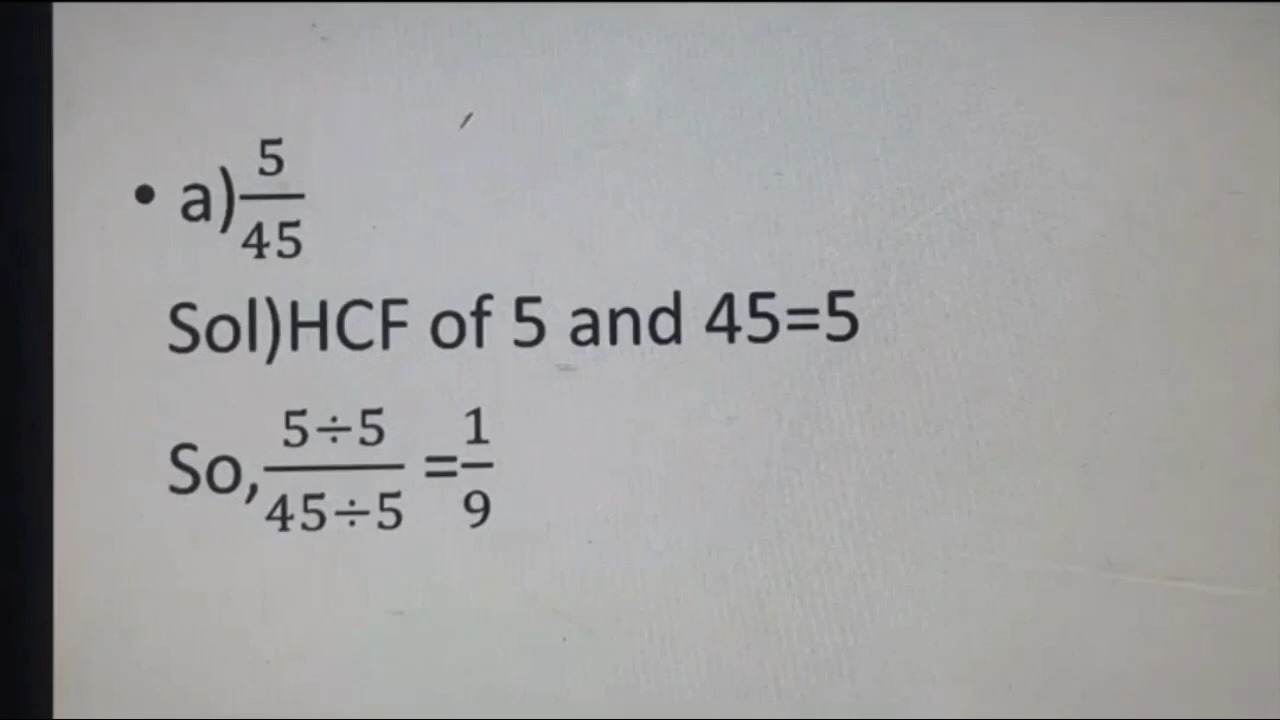 • a) 5/45
Sol)HCF of 5 and 45=5
So, 5÷5/45÷5 = 1/9